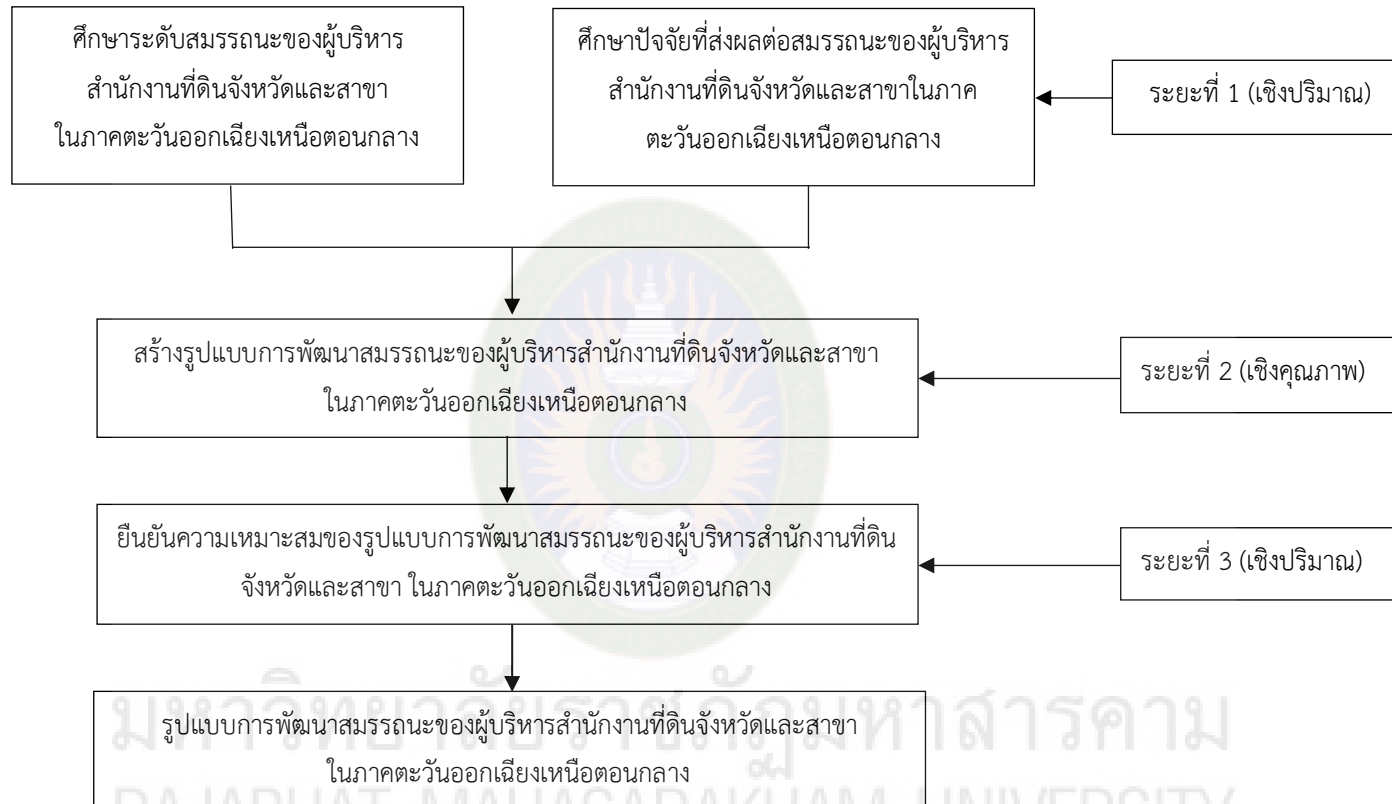 ศึกษาระดับสมรรถนะของผู้บริหาร
สำนักงานที่ดินจังหวัดและสาขา
ในภาคตะวันออกเฉียงเหนือตอนกลาง
ศึกษาปัจจัยที่ส่งผลต่อสมรรถนะของผู้บริหาร
สำนักงานที่ดินจังหวัดและสาขาในภาค
ตะวันออกเฉียงเหนือตอนกลาง
ระยะที่ 1 (เชิงปริมาณ)
สร้างรูปแบบการพัฒนาสมรรถนะของผู้บริหารสำนักงานที่ดินจังหวัดและสาขา
ในภาคตะวันออกเฉียงเหนือตอนกลาง
ระยะที่ 2 (เชิงคุณภาพ)
ยืนยันความเหมาะสมของรูปแบบการพัฒนาสมรรถนะของผู้บริหารสำนักงานที่ดิน
จังหวัดและสาขา ในภาคตะวันออกเฉียงเหนือตอนกลาง
ระยะที่ 3 (เชิงปริมาณ)
มหาวิทยาลัยราชภัฏมหาสารคาม
รูปแบบการพัฒนาสมรรถนะของผู้บริหารสำนักงานที่ดินจังหวัดและสาขา
ในภาคตะวันออกเฉียงเหนือตอนกลาง
RAJABHAT MAHASARAKHAM UNIVERSITY